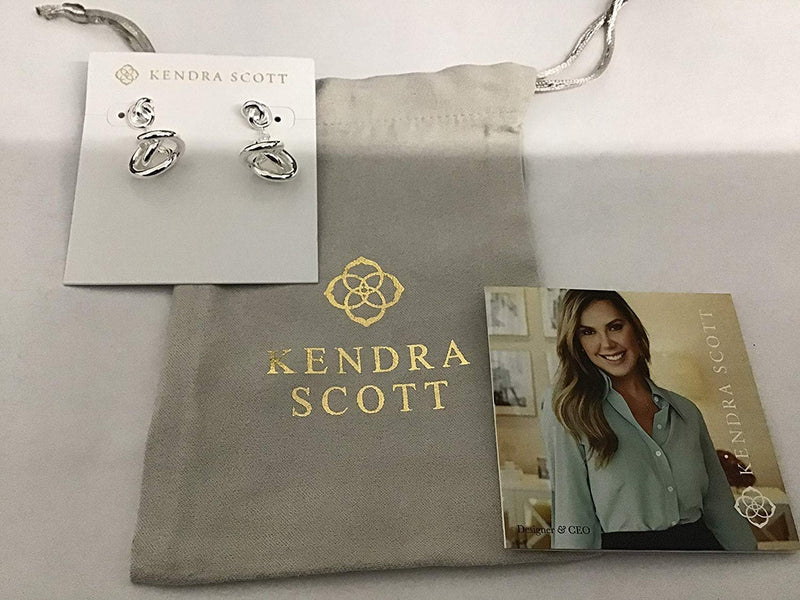 KENDRA SCOTT
KENDRA
SCOTT
KENDRA SCOTT
Designer & CEO